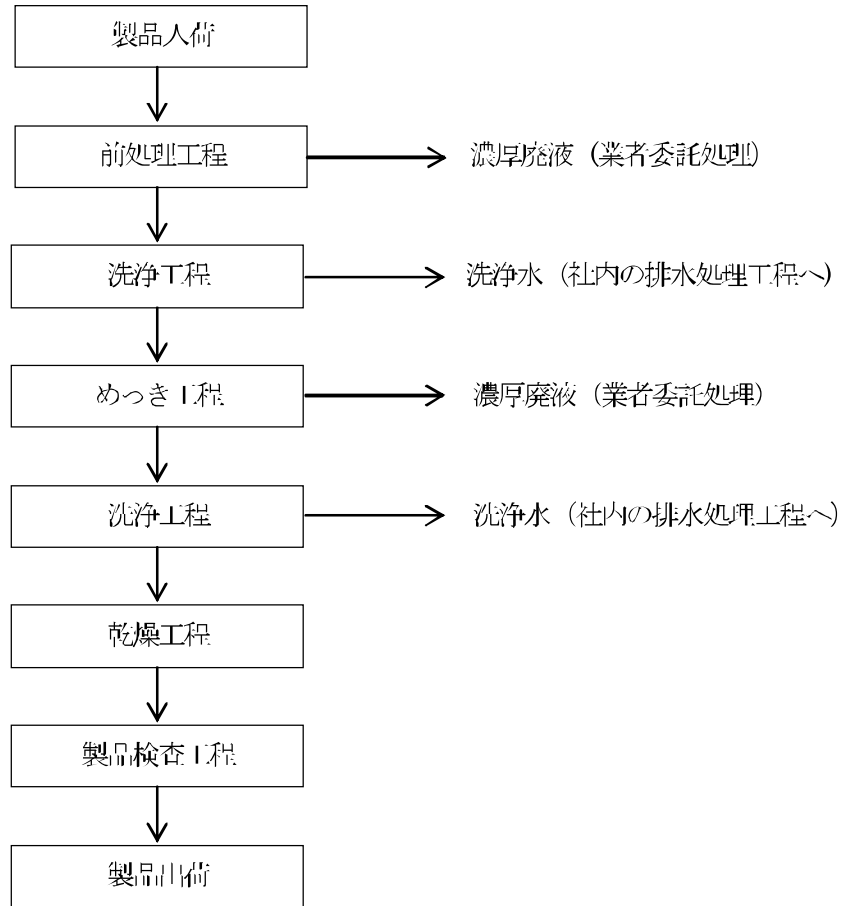 製品入荷
前処理工程 濃厚廃液（業者委託処理）
洗浄工程 洗浄水（社内の排水処理工程へ）
めっき工程 濃厚廃液（業者委託処理）
洗浄工程 洗浄水（社内の排水処理工程へ）
乾燥工程
製品検査工程
製品出荷